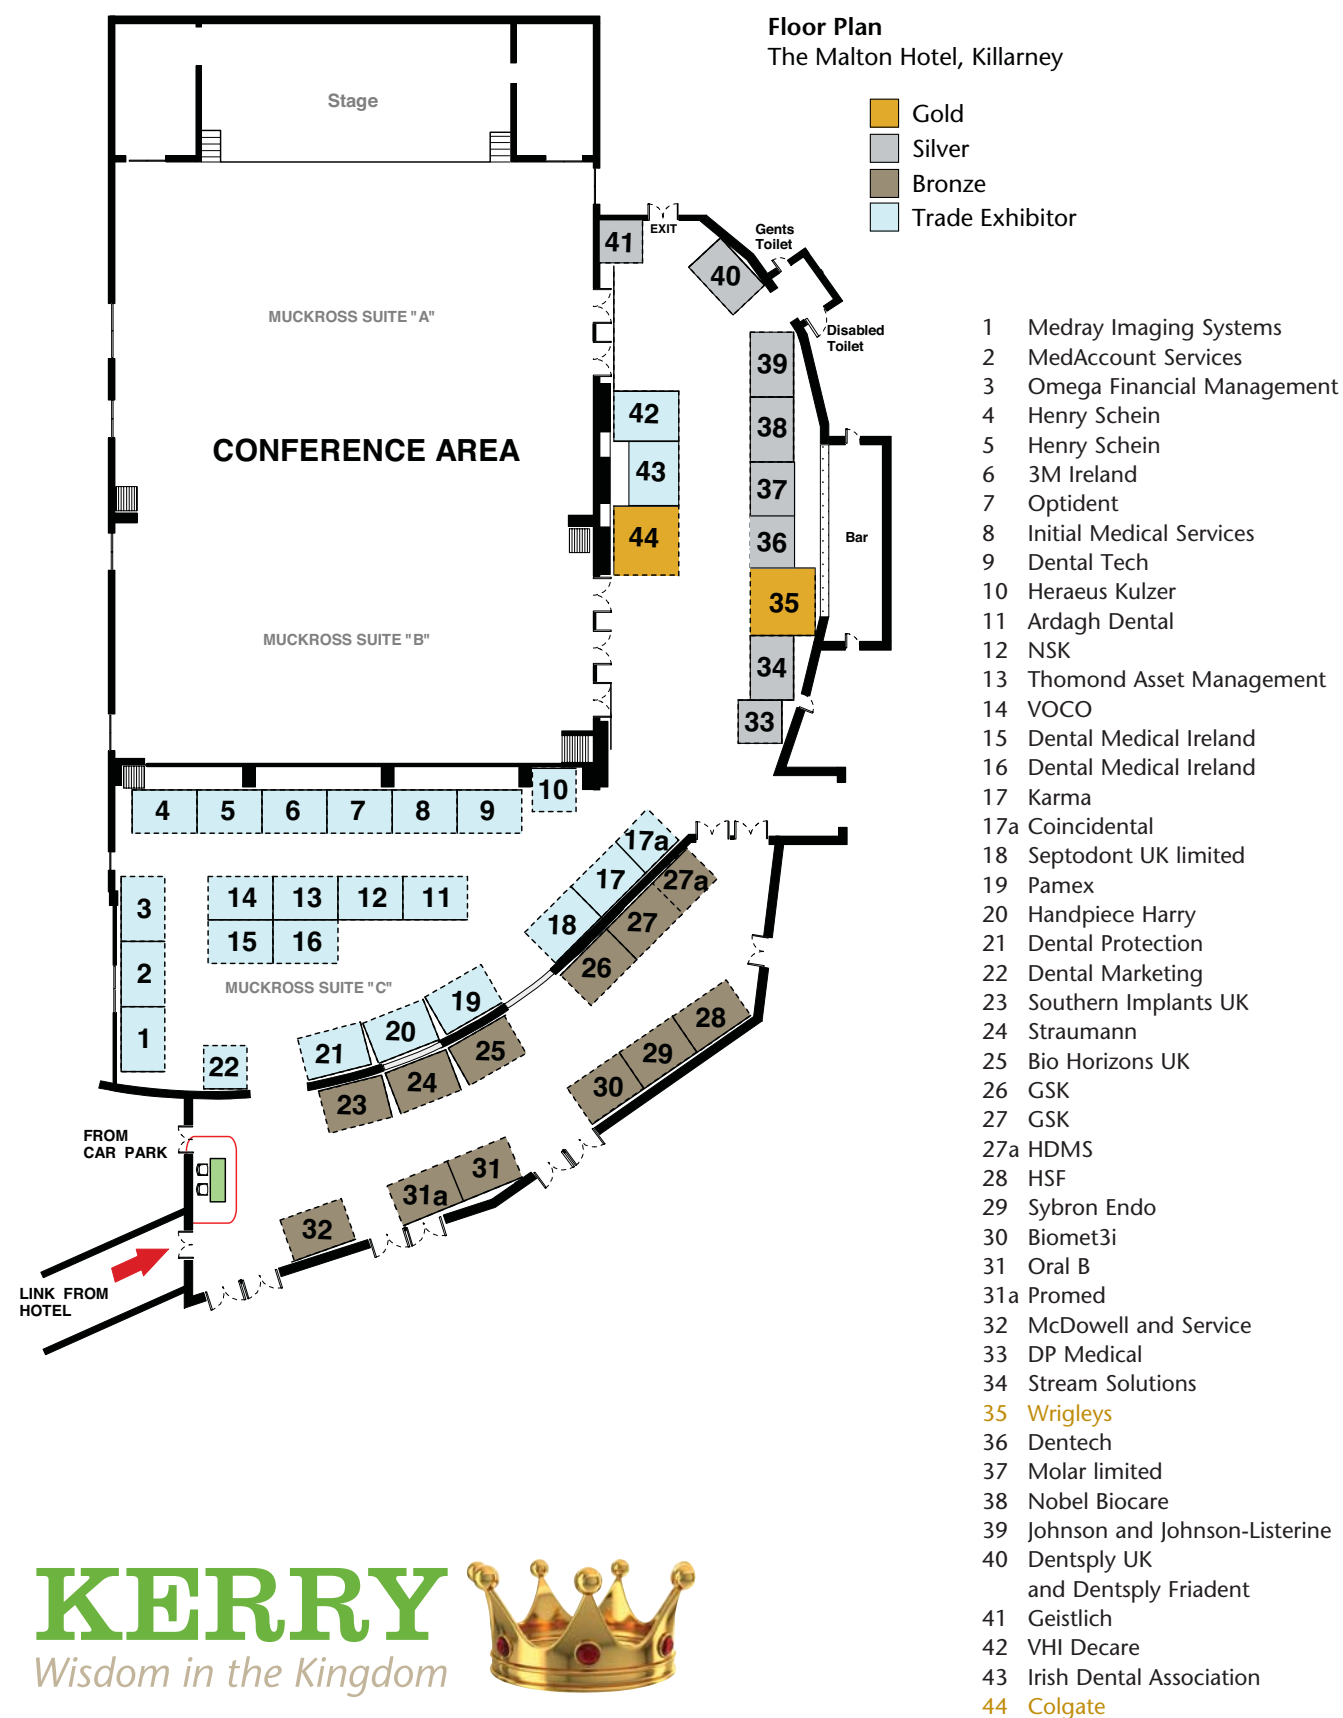 Floor Plan
The Malton Hotel, Killarney
Gold
Silver
Bronze
Trade Exhibitor
Stage
MUCKROSS SUITE "A"
CONFERENCE AREA
MUCKROSS SUITE "B"
EXIT
Gents
Toilet
Disabled
Toilet
Bar
41
40
39
42
38
43
37
44
36
35
34
33
10
4
5
6
7
8
9
17a
17
27a
3
14
13
12
11
18
27
15
16
26
2
MUCKROSS SUITE "C"
19
28
1
21
20
25
29
22
24
30
23
FROM
CAR PARK
31
31a
32
LINK FROM
HOTEL
1 Medray Imaging Systems
2 MedAccount Services
3 Omega Financial Management
4 Henry Schein
5 Henry Schein
6 3M Ireland
7 Optident
8 Initial Medical Services
9 Dental Tech
10 Heraeus Kulzer
11 Ardagh Dental
12 NSK
13 Thomond Asset Management
14 VOCO
15 Dental Medical Ireland
16 Dental Medical Ireland
17 Karma
17a Coincidental
18 Septodont UK limited
19 Pamex
20 Handpiece Harry
21 Dental Protection
22 Dental Marketing
23 Southern Implants UK
24 Straumann
25 Bio Horizons UK
26 GSK
27 GSK
27a HDMS
28 HSF
29 Sybron Endo
30 Biomet3i
31 Oral B
31a Promed
32 McDowell and Service
33 DP Medical
34 Stream Solutions
35 Wrigleys
36 Dentech
37 Molar limited
38 Nobel Biocare
39 Johnson and Johnson-Listerine
40 Dentsply UK
and Dentsply Friadent
41 Geistlich
42 VHI Decare
43 Irish Dental Association
44 Colgate
KERRY
Wisdom in the Kingdom